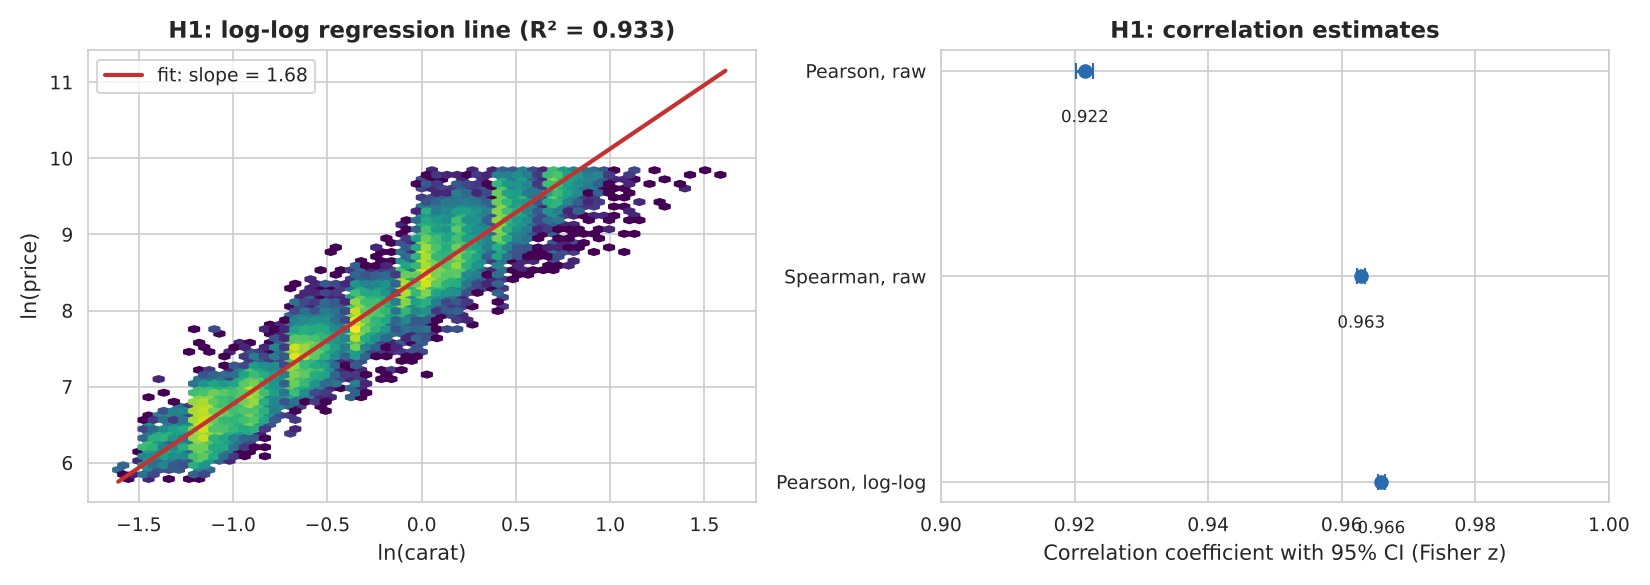 H1: log-log regression line (R² = 0.933)
fit: slope = 1.68
ln(price)
11
10
9
8
7
6
−1.5
−1.0
−0.5
0.0
0.5
1.0
1.5
ln(carat)
H1: correlation estimates
Pearson, raw
0.922
Spearman, raw
0.963
Pearson, log-log
0.966
0.90
0.92
0.94
0.96
0.98
1.00
Correlation coefficient with 95% CI (Fisher z)